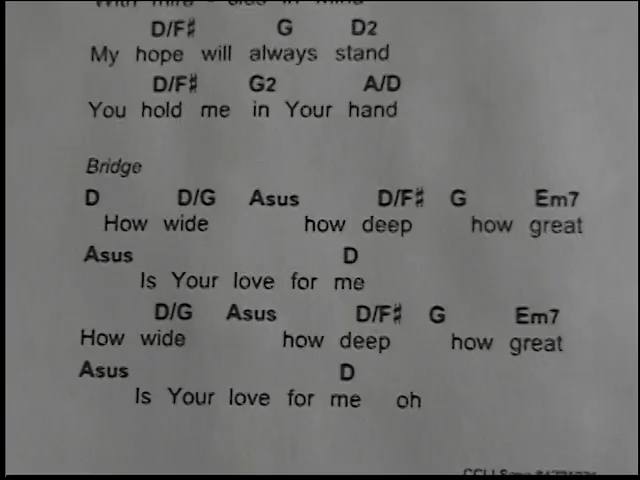 D/F♯ G D2
My hope will always stand
D/F♯ G2 A/D
You hold me in Your hand
Bridge
D D/G Asus D/F♯ G Em7
How wide how deep how great
Asus D
Is Your love for me
D/G Asus D/F♯ G Em7
How wide how deep how great
Asus D
Is Your love for me oh